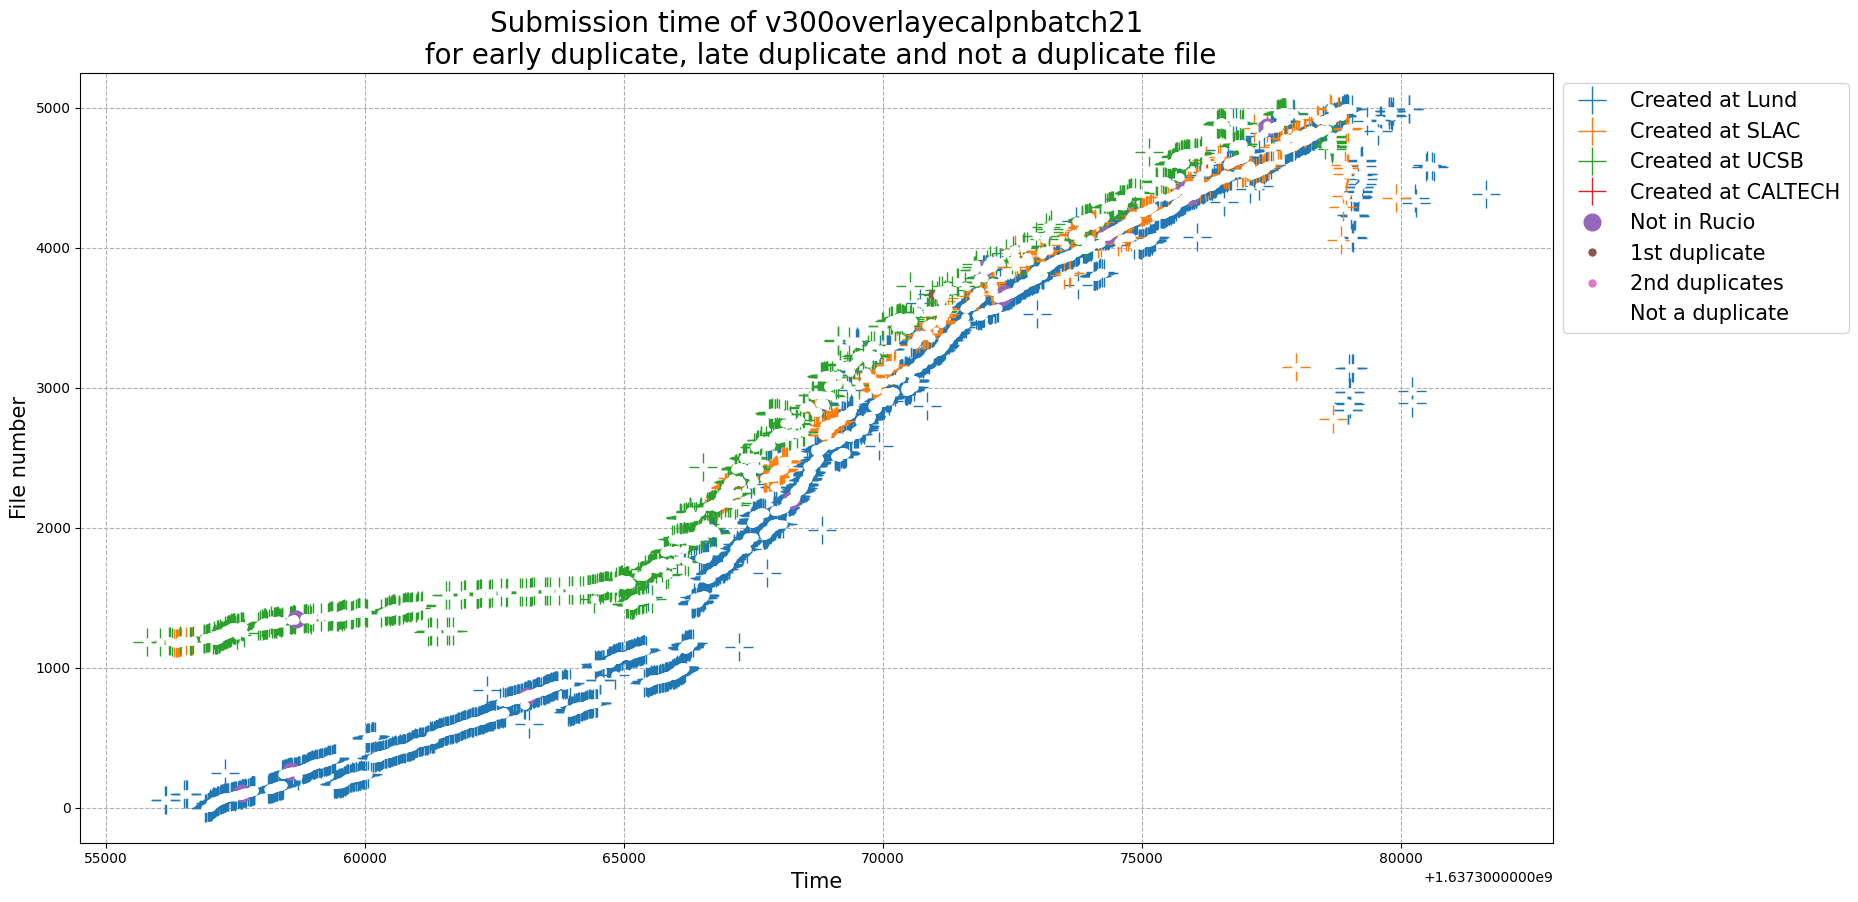 Submission time of v300overlayecalpnbatch21
for early duplicate, late duplicate and not a duplicate file
Created at Lund
Created at SLAC
Created at UCSB
Created at CALTECH
Not in Rucio
1st duplicate
2nd duplicates
Not a duplicate
File number
5000
4000
3000
2000
1000
0
55000
60000
65000
70000
75000
80000
Time
+1.6373000000e9